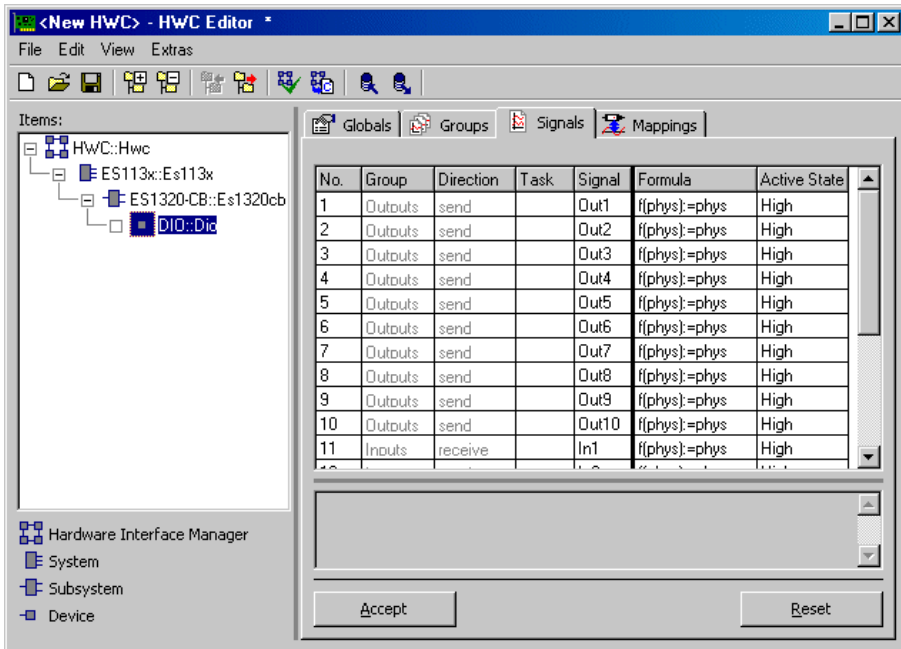 <New HWC> - HWC Editor *
File Edit View Extras
Items:
HWC::Hwc
ES113x::Es113x
ES1320-CB::Es1320cb
DIO::Dio
Hardware Interface Manager
System
Subsystem
Device
Globals Groups Signals Mappings
No. Group Direction Task Signal Formula Active State
1 Outputs send Out1 f(phys):=phys High
2 Outputs send Out2 f(phys):=phys High
3 Outputs send Out3 f(phys):=phys High
4 Outputs send Out4 f(phys):=phys High
5 Outputs send Out5 f(phys):=phys High
6 Outputs send Out6 f(phys):=phys High
7 Outputs send Out7 f(phys):=phys High
8 Outputs send Out8 f(phys):=phys High
9 Outputs send Out9 f(phys):=phys High
10 Outputs send Out10 f(phys):=phys High
11 Inputs receive In1 f(phys):=phys High
Accept Reset